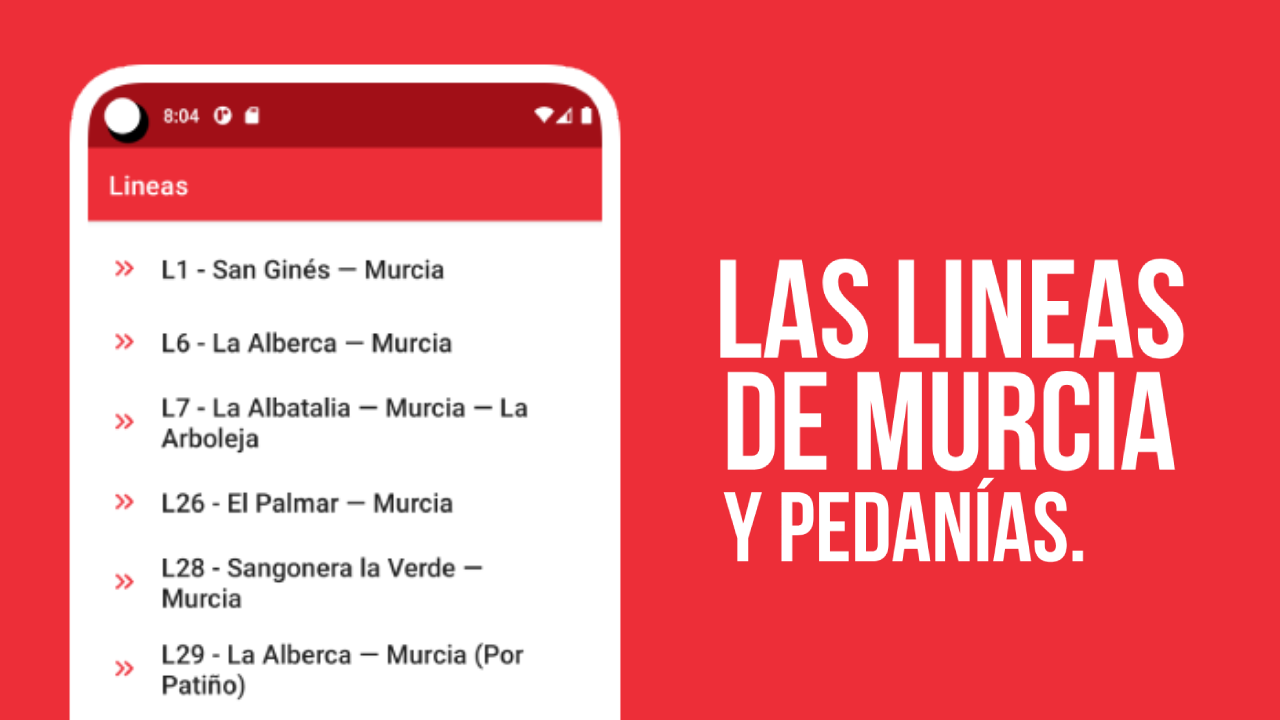 8:04
Lineas
L1 - San Ginés — Murcia
L6 - La Alberca — Murcia
L7 - La Albatalia — Murcia — La
Arboleja
L26 - El Palmar — Murcia
L28 - Sangonera la Verde —
Murcia
L29 - La Alberca — Murcia (Por
Patiño)
LAS LINEAS
DE MURCIA
Y PEDANÍAS.